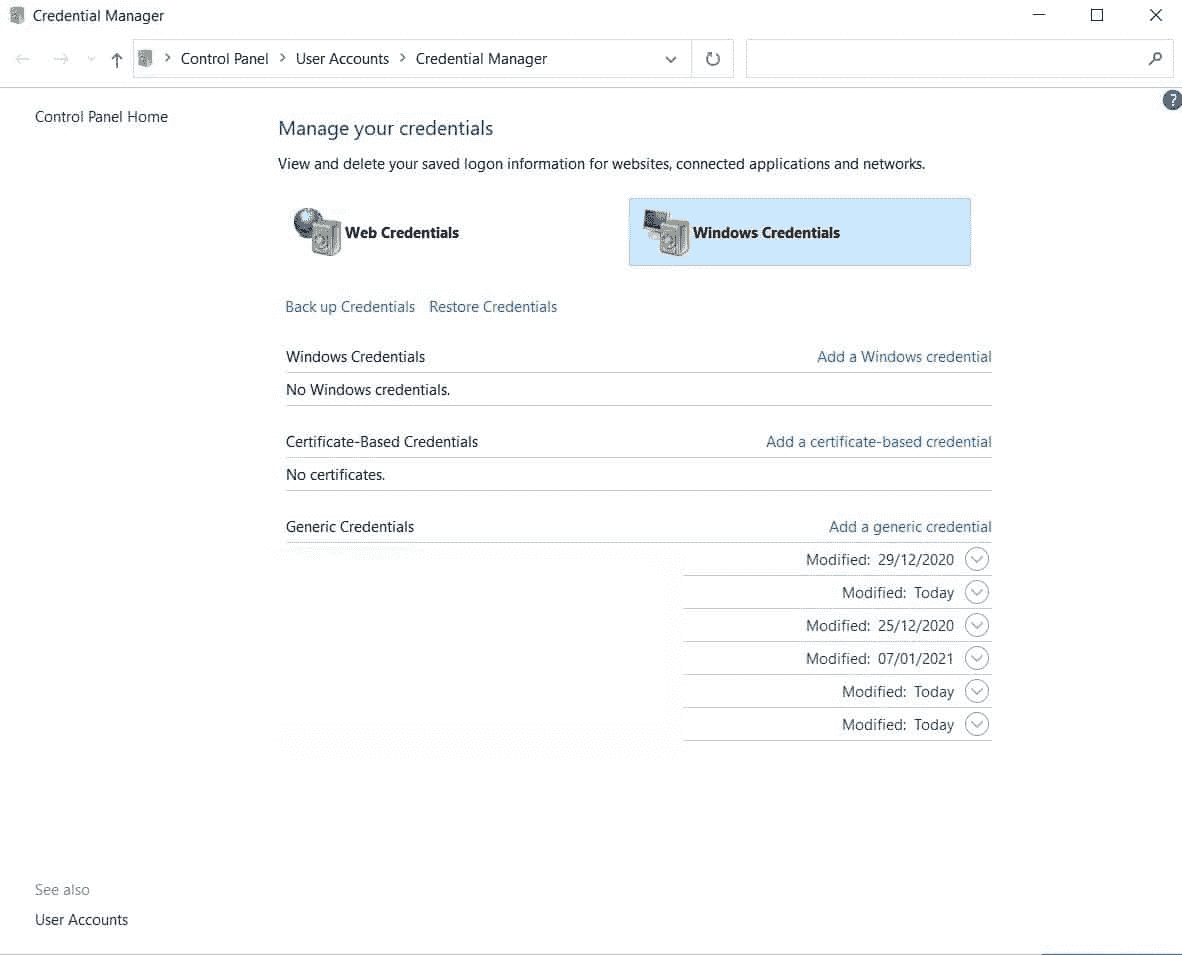 Credential Manager
Control Panel > User Accounts > Credential Manager
?
Control Panel Home
Manage your credentials
View and delete your saved logon information for websites, connected applications and networks.
Web Credentials Windows Credentials
Back up Credentials Restore Credentials
Windows Credentials Add a Windows credential
No Windows credentials.
Certificate-Based Credentials Add a certificate-based credential
No certificates.
Generic Credentials Add a generic credential
Modified: 29/12/2020
Modified: Today
Modified: 25/12/2020
Modified: 07/01/2021
Modified: Today
Modified: Today
See also
User Accounts